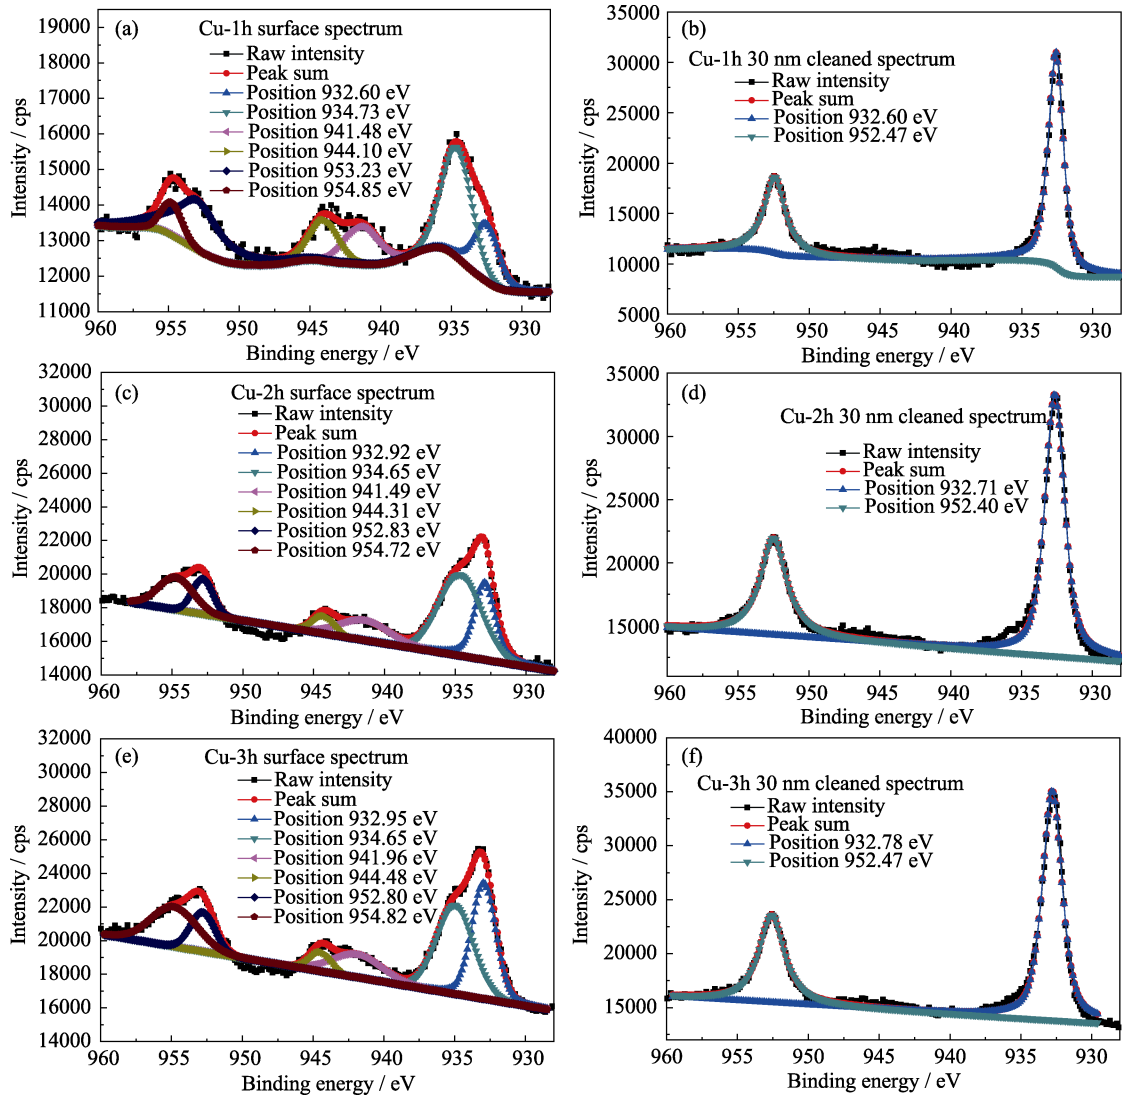 (a)
Cu-1h surface spectrum
Raw intensity
Peak sum
Position 932.60 eV
Position 934.73 eV
Position 941.48 eV
Position 944.10 eV
Position 953.23 eV
Position 954.85 eV
Intensity / cps
19000
18000
17000
16000
15000
14000
13000
12000
11000
960 955 950 945 940 935 930
Binding energy / eV
(b)
Cu-1h 30 nm cleaned spectrum
Raw intensity
Peak sum
Position 932.60 eV
Position 952.47 eV
Intensity / cps
35000
30000
25000
20000
15000
10000
5000
960 955 950 945 940 935 930
Binding energy / eV
(c)
Cu-2h surface spectrum
Raw intensity
Peak sum
Position 932.92 eV
Position 934.65 eV
Position 941.49 eV
Position 944.31 eV
Position 952.83 eV
Position 954.72 eV
Intensity / cps
32000
30000
28000
26000
24000
22000
20000
18000
16000
14000
960 955 950 945 940 935 930
Binding energy / eV
(d)
Cu-2h 30 nm cleaned spectrum
Raw intensity
Peak sum
Position 932.71 eV
Position 952.40 eV
Intensity / cps
35000
30000
25000
20000
15000
960 955 950 945 940 935 930
Binding energy / eV
(e)
Cu-3h surface spectrum
Raw intensity
Peak sum
Position 932.95 eV
Position 934.65 eV
Position 941.96 eV
Position 944.48 eV
Position 952.80 eV
Position 954.82 eV
Intensity / cps
32000
30000
28000
26000
24000
22000
20000
18000
16000
14000
960 955 950 945 940 935 930
Binding energy / eV
(f)
Cu-3h 30 nm cleaned spectrum
Raw intensity
Peak sum
Position 932.78 eV
Position 952.47 eV
Intensity / cps
40000
35000
30000
25000
20000
15000
960 955 950 945 940 935 930
Binding energy / eV